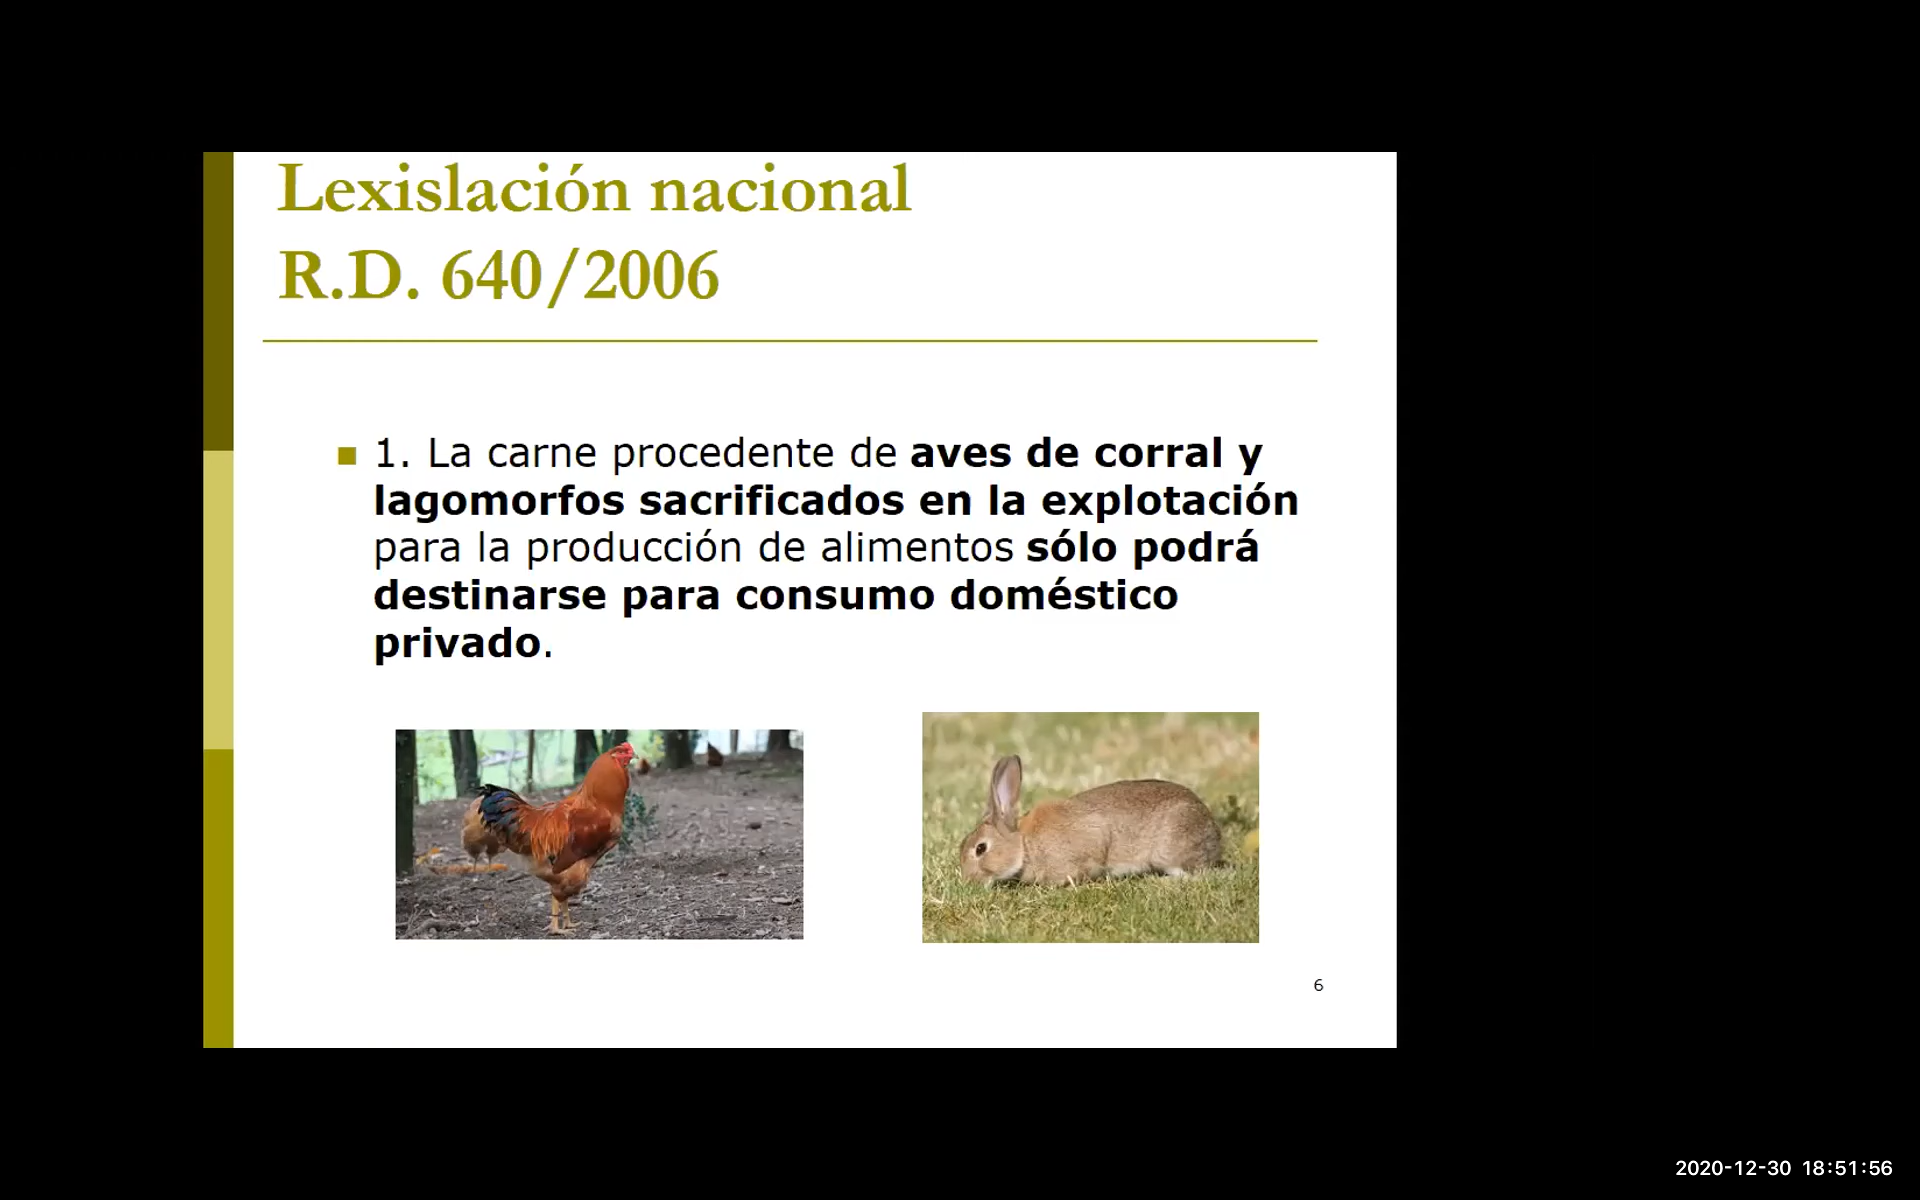 Lexislación nacional
R.D. 640/2006
1. La carne procedente de aves de corral y
lagomorfos sacrificados en la explotación
para la producción de alimentos sólo podrá
destinarse para consumo doméstico
privado.
6
2020-12-30 18:51:56